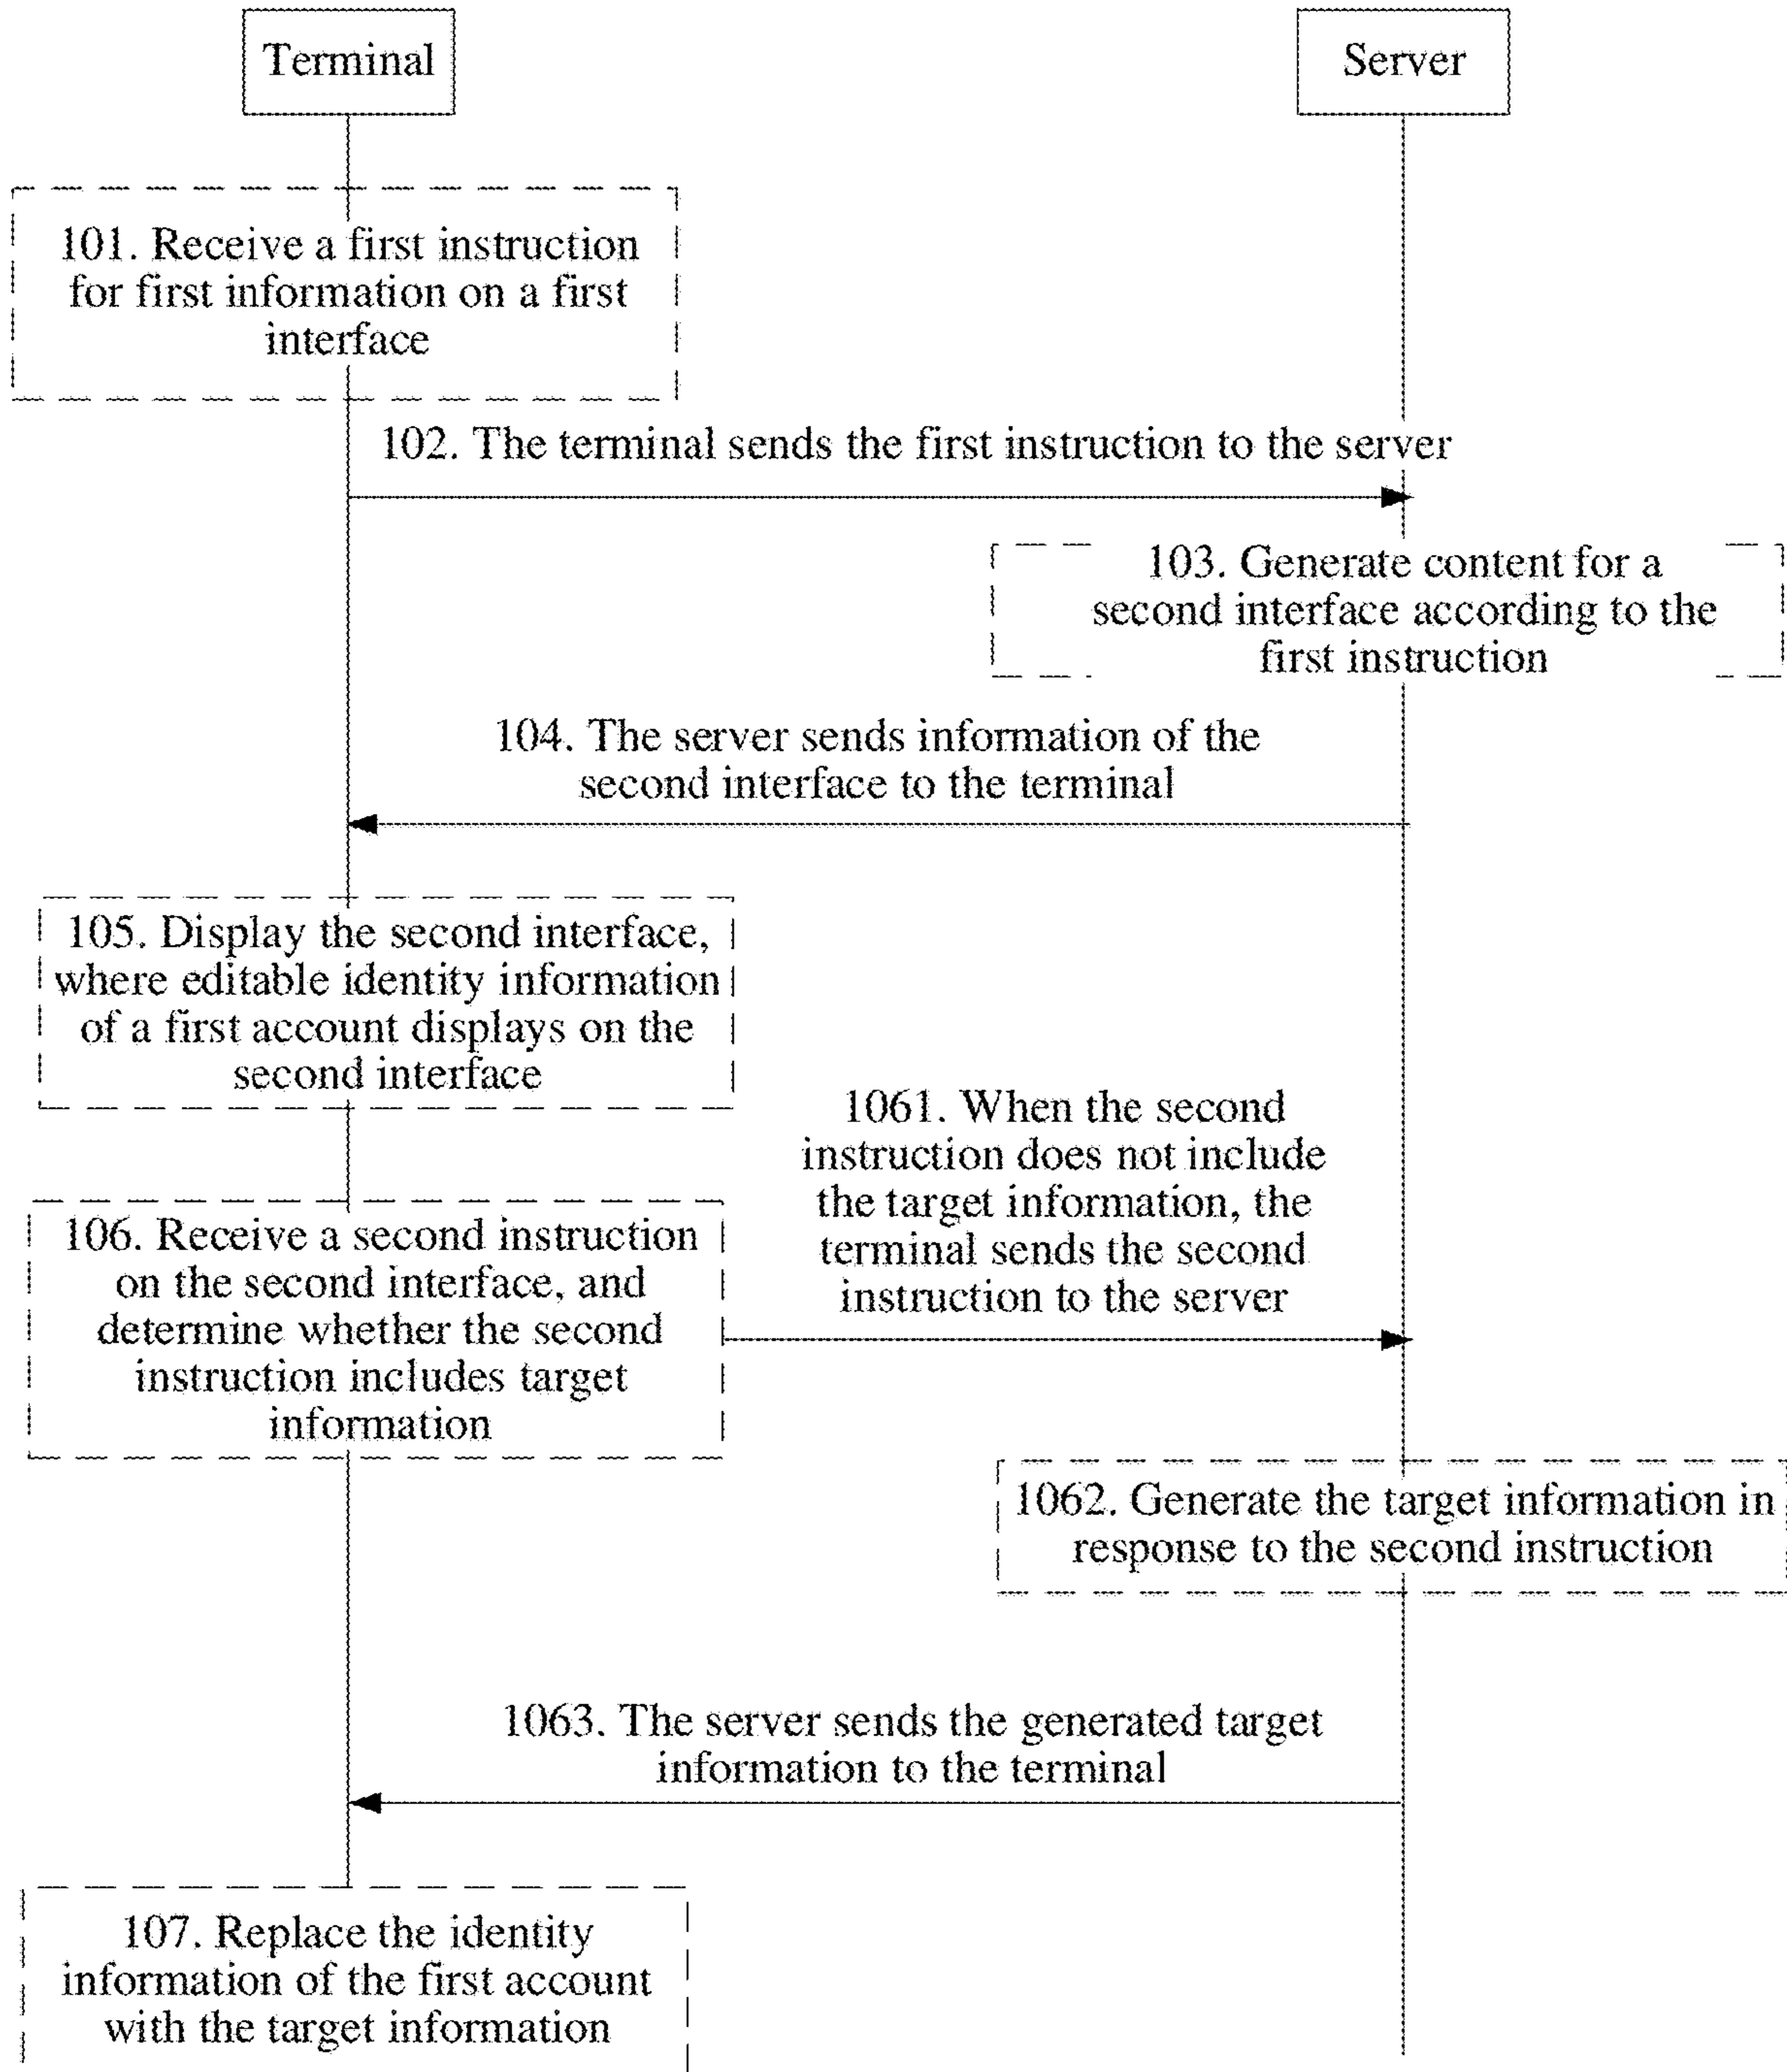 Terminal
Server
101. Receive a first instruction
for first information on a first
interface
102. The terminal sends the first instruction to the server
103. Generate content for a
second interface according to the
first instruction
104. The server sends information of the
second interface to the terminal
105. Display the second interface,
where editable identity information
of a first account displays on the
second interface
1061. When the second
instruction does not include
the target information, the
terminal sends the second
instruction to the server
106. Receive a second instruction
on the second interface, and
determine whether the second
instruction includes target
information
1062. Generate the target information in
response to the second instruction
1063. The server sends the generated target
information to the terminal
107. Replace the identity
information of the first account
with the target information